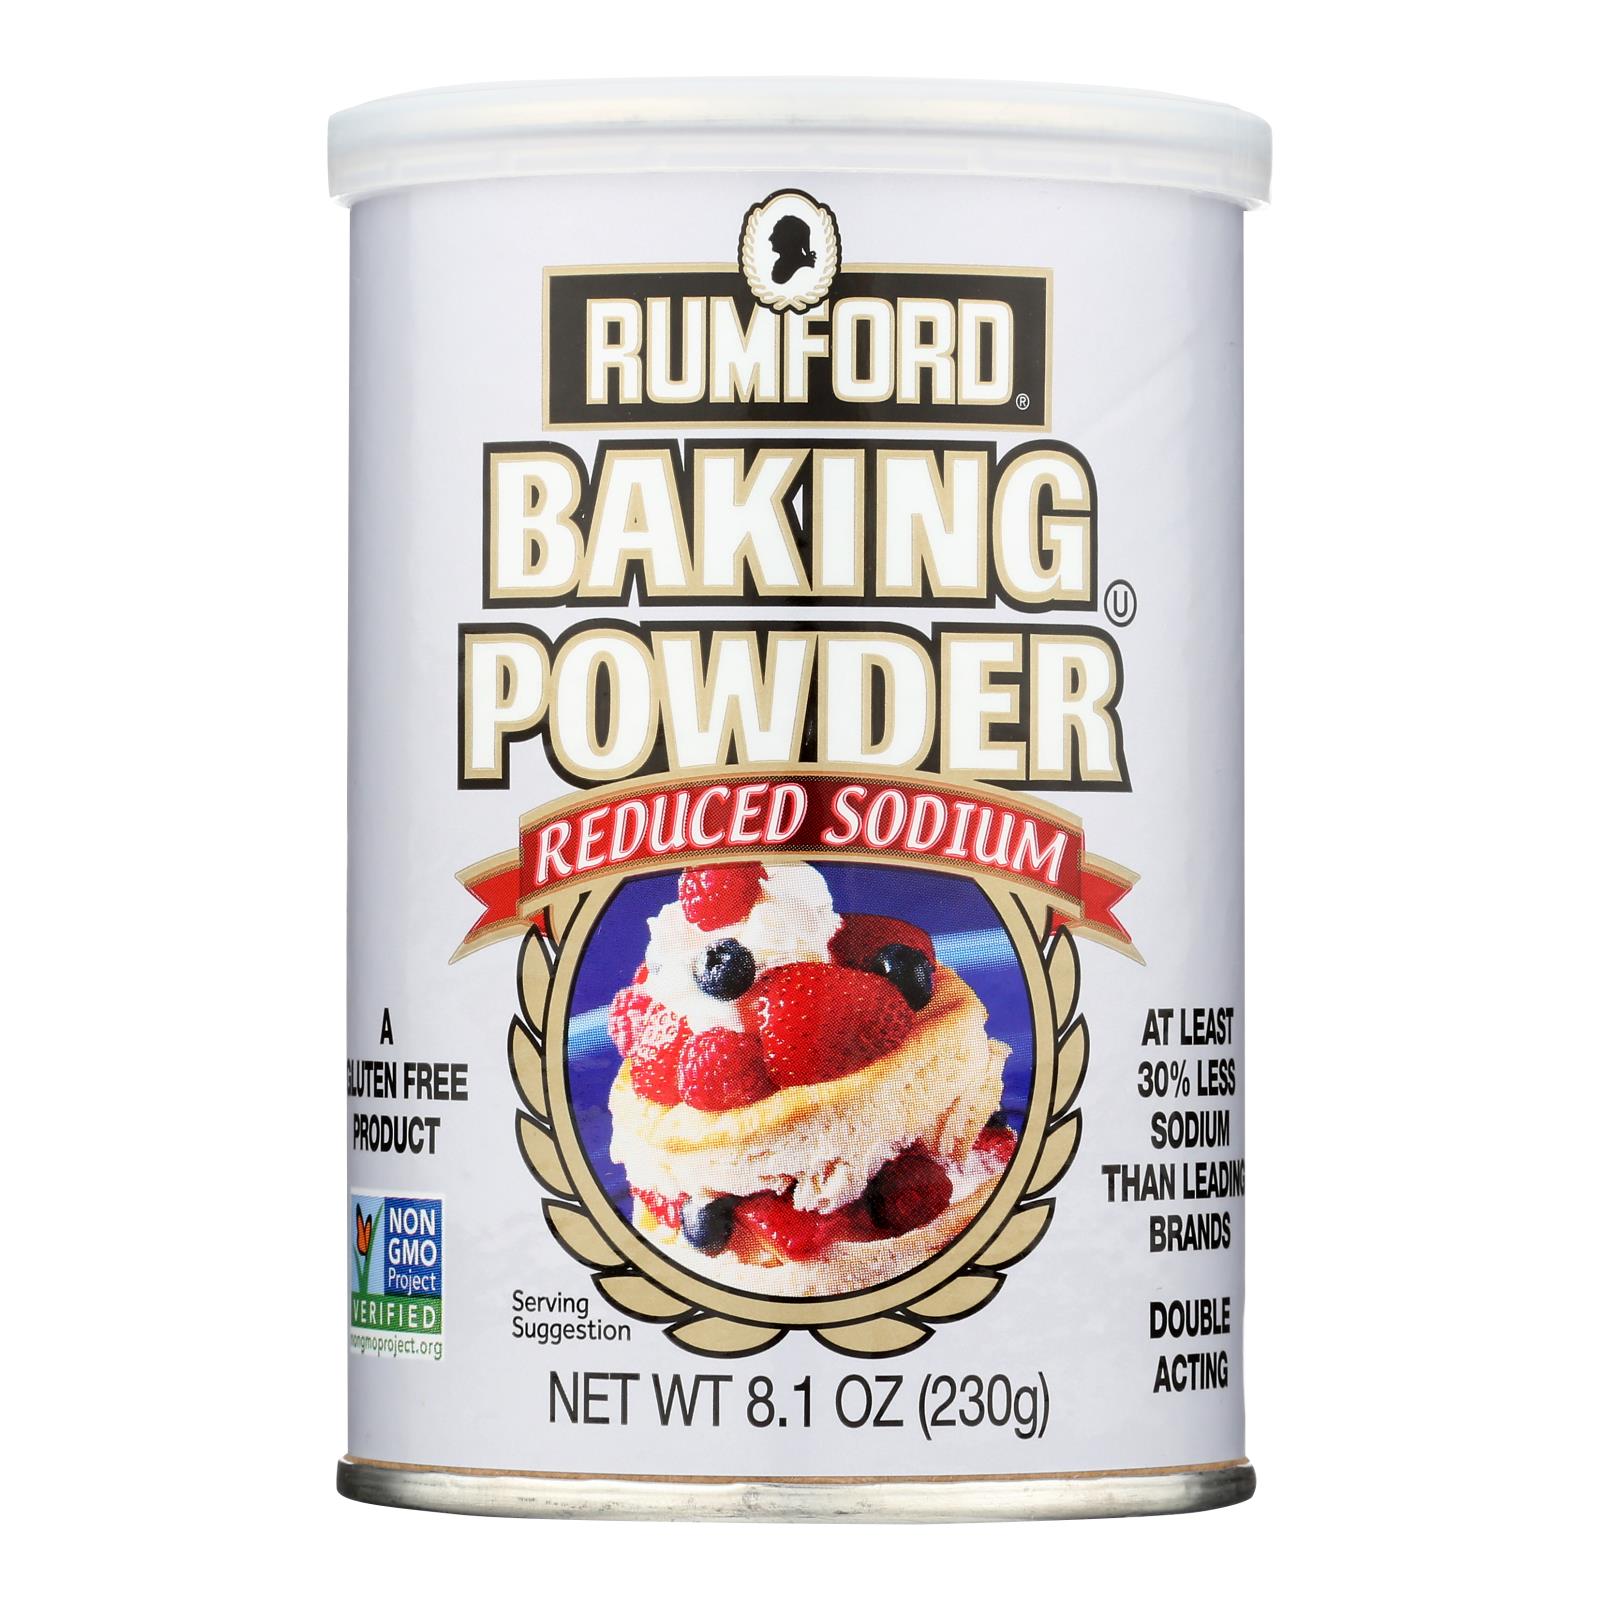 RUMFORD®
BAKING
POWDER
Ⓤ
REDUCED SODIUM
A
GLUTEN FREE
PRODUCT
NON
GMO
Project
VERIFIED
nongmoproject.org
AT LEAST
30% LESS
SODIUM
THAN LEADING
BRANDS
DOUBLE
ACTING
Serving
Suggestion
NET WT 8.1 OZ (230g)